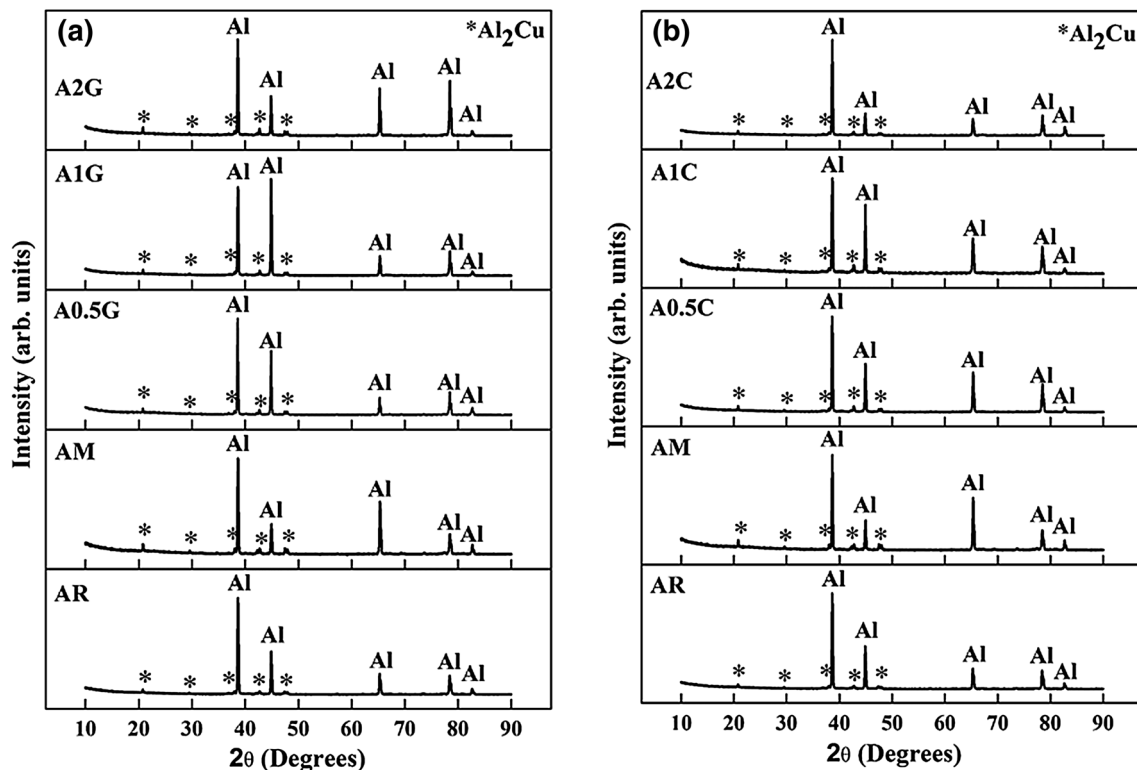 (a)
*Al2Cu
A2G
Al
Al
Al
Al
Al
* * * * *
A1G
Al
Al
Al
Al
Al
* * * * *
A0.5G
Al
Al
Al
Al
Al
* * * * *
AM
Al
Al
Al
Al
Al
* * * * *
AR
Al
Al
Al
Al
Al
* * * * *
10 20 30 40 50 60 70 80 90
2θ (Degrees)
Intensity (arb. units)
(b)
*Al2Cu
A2C
Al
Al
Al
Al
Al
* * * * *
A1C
Al
Al
Al
Al
Al
* * * * *
A0.5C
Al
Al
Al
Al
Al
* * * * *
AM
Al
Al
Al
Al
Al
* * * * *
AR
Al
Al
Al
Al
Al
* * * * *
10 20 30 40 50 60 70 80 90
2θ (Degrees)
Intensity (arb. units)